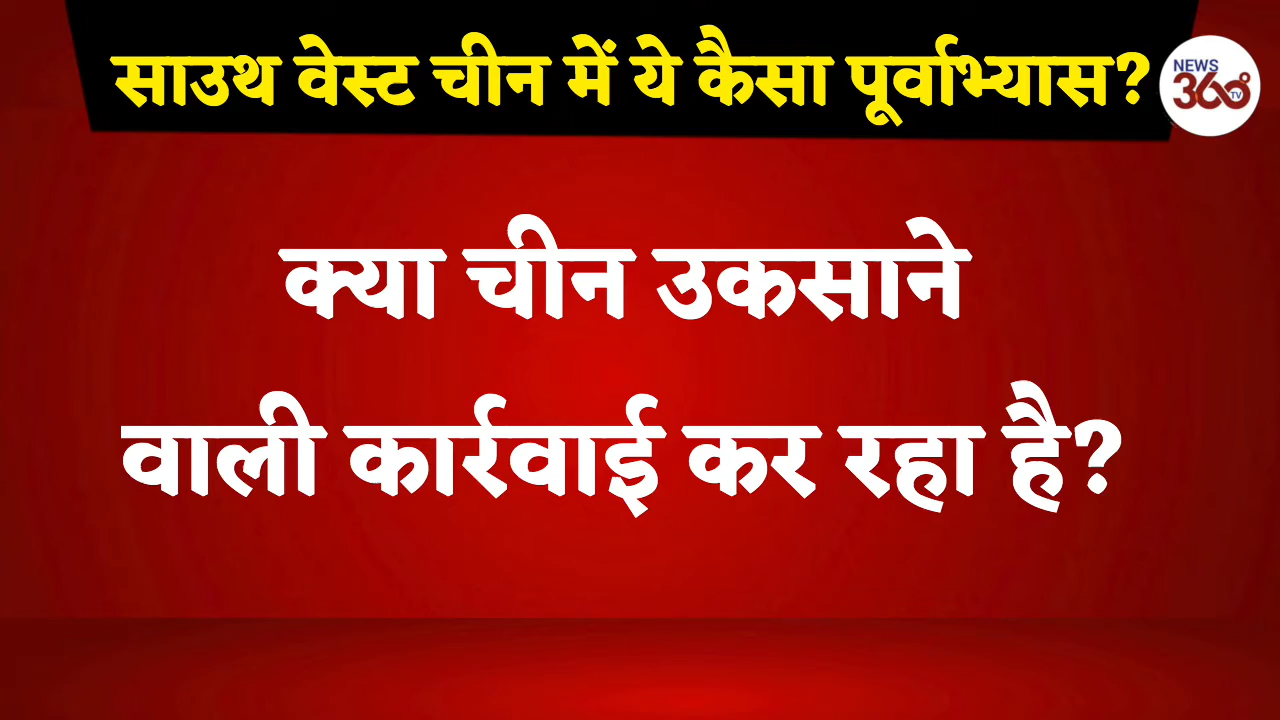 साउथ वेस्ट चीन में ये कैसा पूर्वाभ्यास?
NEWS
360
TV
क्या चीन उकसाने
वाली कार्रवाई कर रहा है?